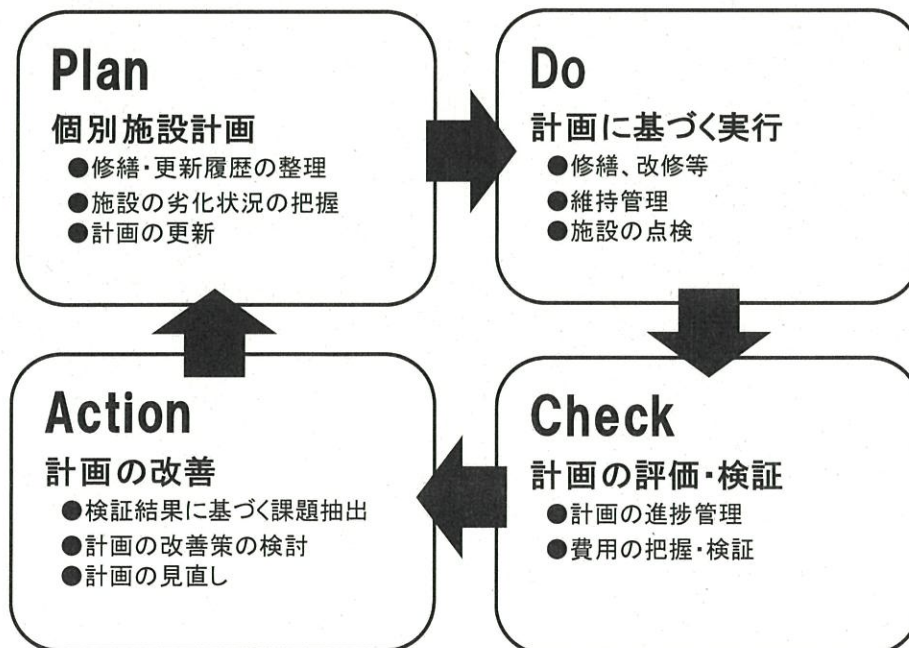 Plan
個別施設計画
●修繕・更新履歴の整理
●施設の劣化状況の把握
●計画の更新
Do
計画に基づく実行
●修繕、改修等
●維持管理
●施設の点検
Check
計画の評価・検証
●計画の進捗管理
●費用の把握・検証
Action
計画の改善
●検証結果に基づく課題抽出
●計画の改善策の検討
●計画の見直し